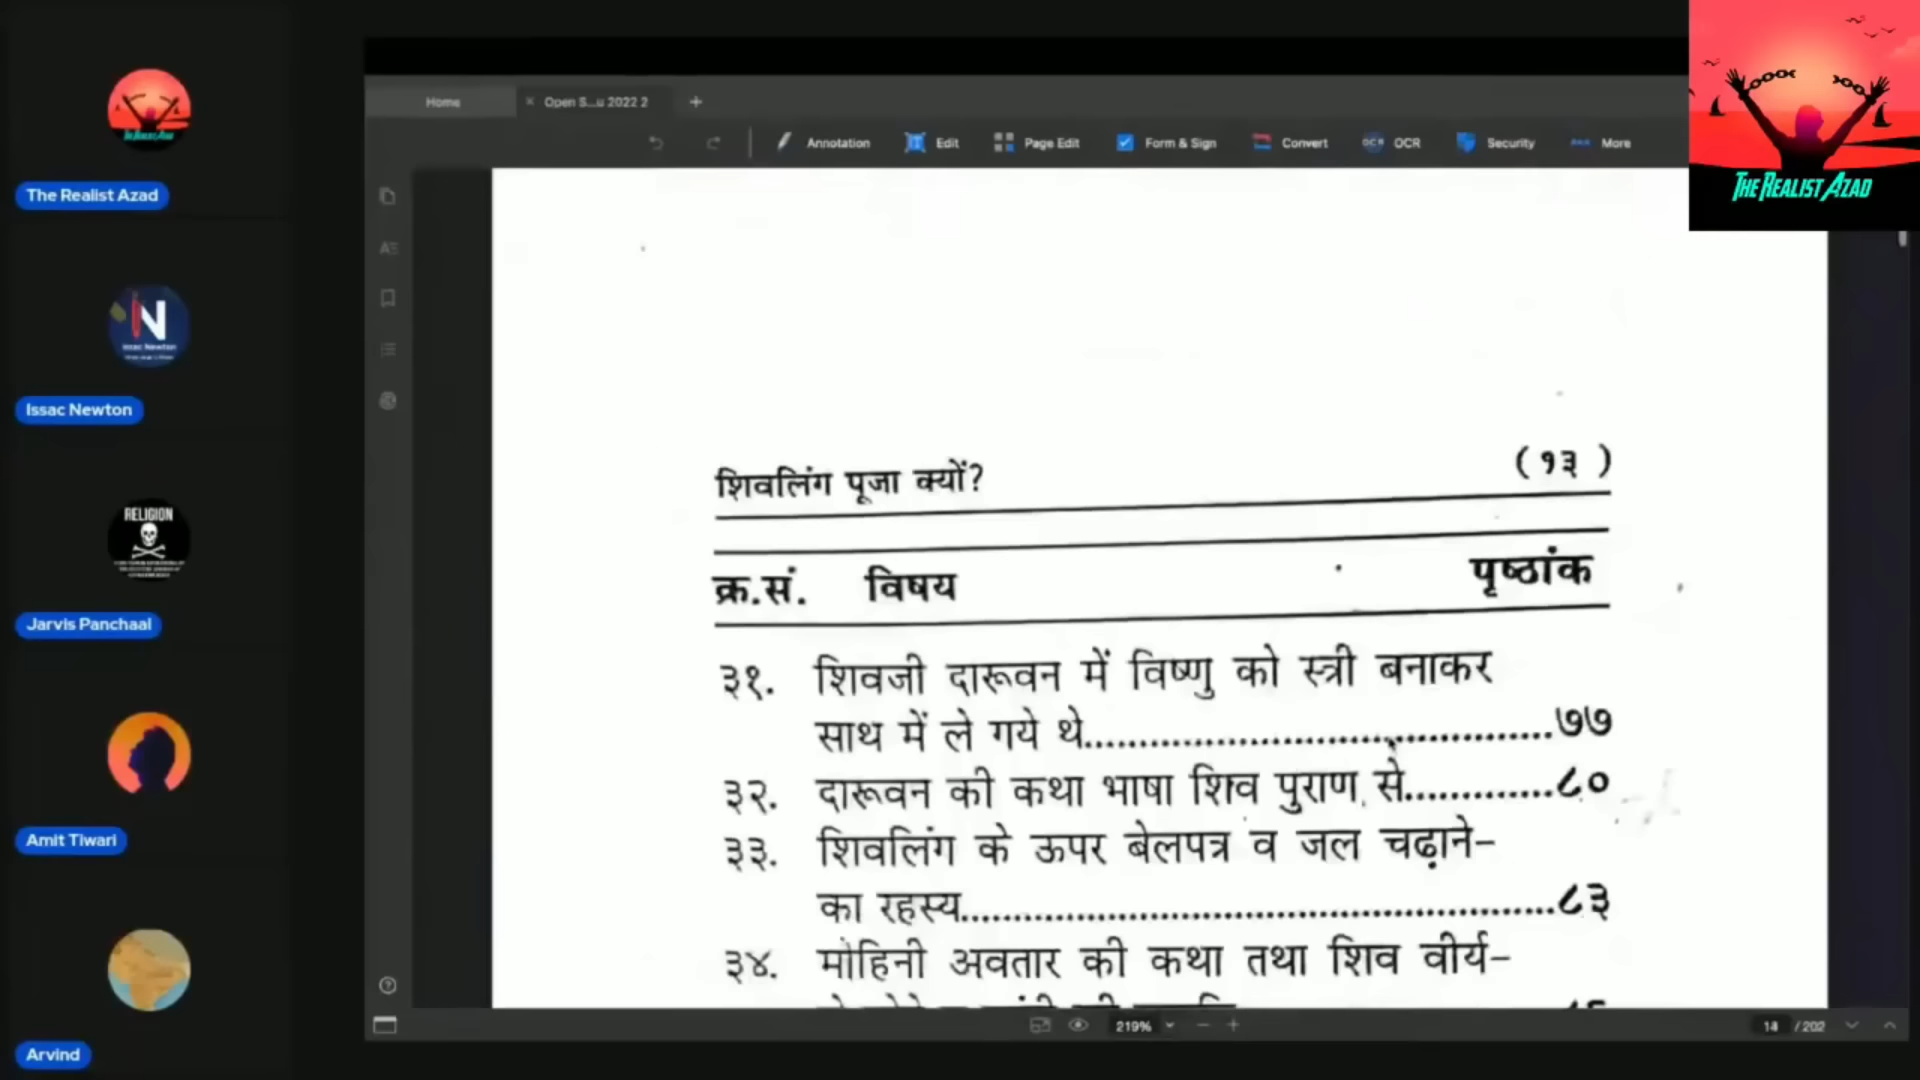 The Realist Azad
Issac Newton
RELIGION
Jarvis Panchaal
Amit Tiwari
Arvind
Home
Open S...u 2022 2
Annotation
Edit
Page Edit
Form & Sign
Convert
OCR
Security
More
THE REALIST AZAD
शिवलिंग पूजा क्यों? (१३)
क्र.सं. विषय पृष्ठांक
३१. शिवजी दारूवन में विष्णु को स्त्री बनाकर
साथ में ले गये थे..........................................७७
३२. दारूवन की कथा भाषा शिव पुराण से..............८०
३३. शिवलिंग के ऊपर बेलपत्र व जल चढ़ाने-
का रहस्य.......................................................८३
३४. मोहिनी अवतार की कथा तथा शिव वीर्य-
219%
14 /202